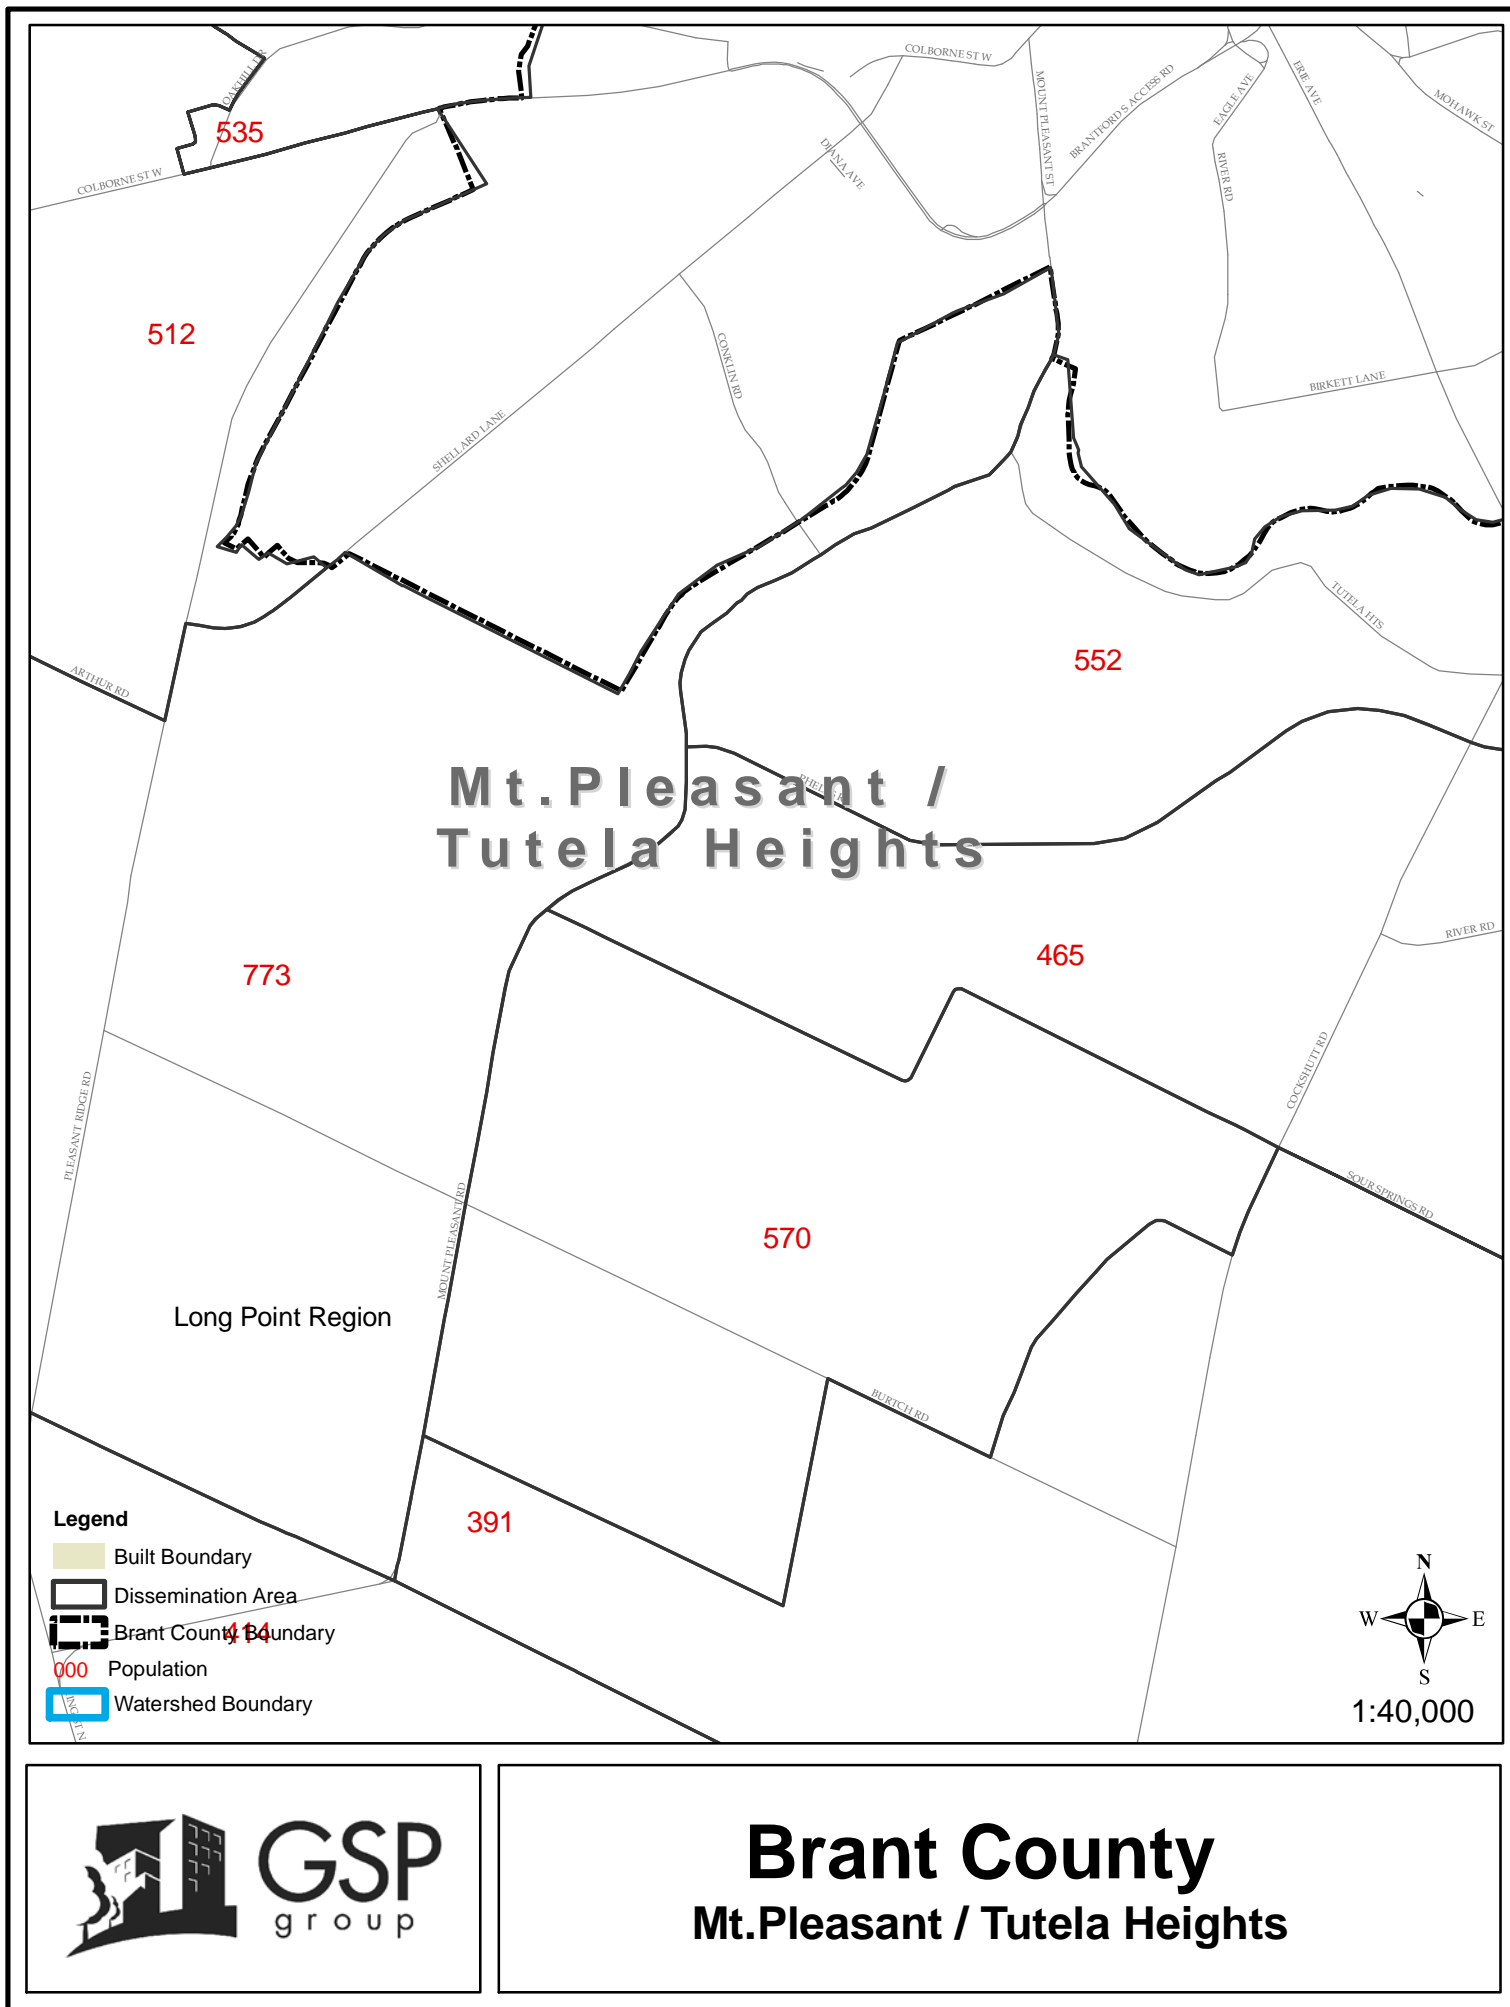 OAKHILL DR
COLBORNE ST W
MOUNT PLEASANT ST
BRANTFORD S ACCESS RD
EAGLE AVE
ERIE AVE
MOHAWK ST
535
COLBORNE ST W
DIANA AVE
RIVER RD
512
CONKLIN RD
BIRKETT LANE
SHELLARD LANE
TUTELA HTS
552
ARTHUR RD
Mt.Pleasant /
Tutela Heights
773
465
RIVER RD
PLEASANT RIDGE RD
COCKSHUTT RD
SOUR SPRINGS RD
MOUNT PLEASANT RD
570
Long Point Region
BURTCH RD
391
Legend
Built Boundary
Dissemination Area
Brant County Boundary
414
000 Population
Watershed Boundary
N
W E
S
1:40,000
GSP
group
Brant County
Mt.Pleasant / Tutela Heights